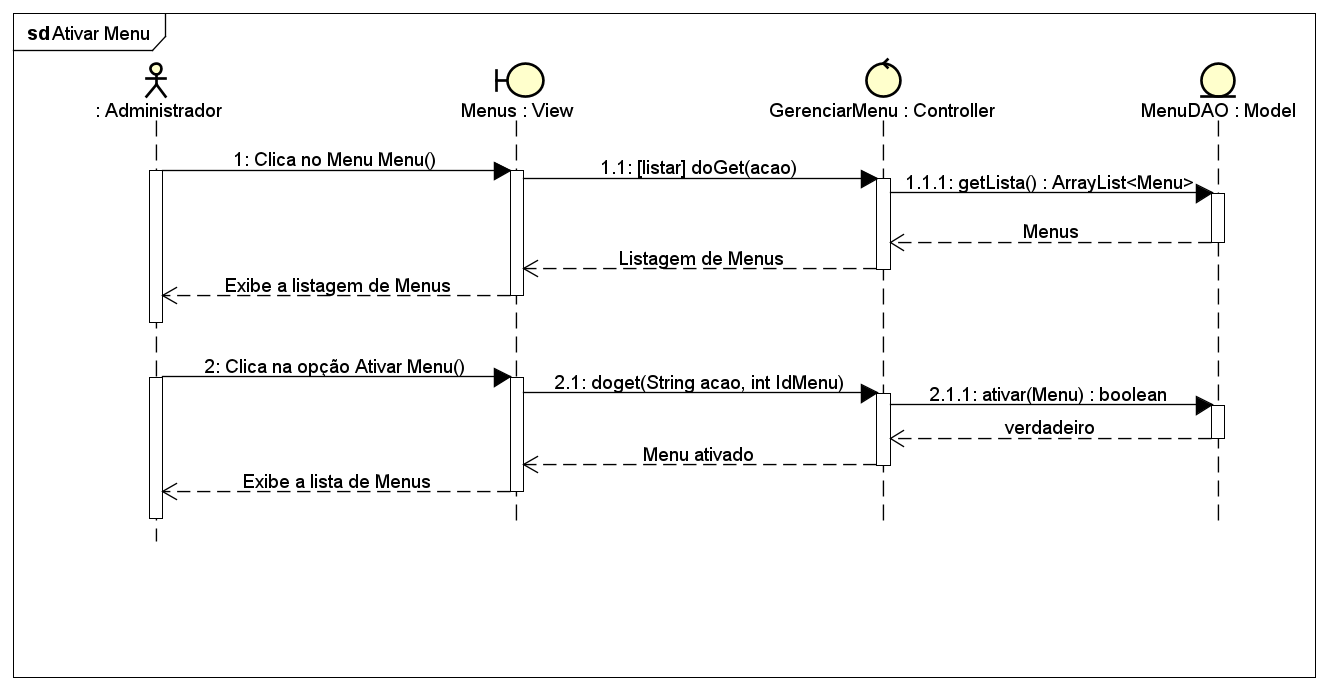 sd Ativar Menu
: Administrador
Menus : View
GerenciarMenu : Controller
MenuDAO : Model
1: Clica no Menu Menu()
1.1: [listar] doGet(acao)
1.1.1: getLista() : ArrayList<Menu>
Menus
Listagem de Menus
Exibe a listagem de Menus
2: Clica na opção Ativar Menu()
2.1: doget(String acao, int IdMenu)
2.1.1: ativar(Menu) : boolean
verdadeiro
Menu ativado
Exibe a lista de Menus